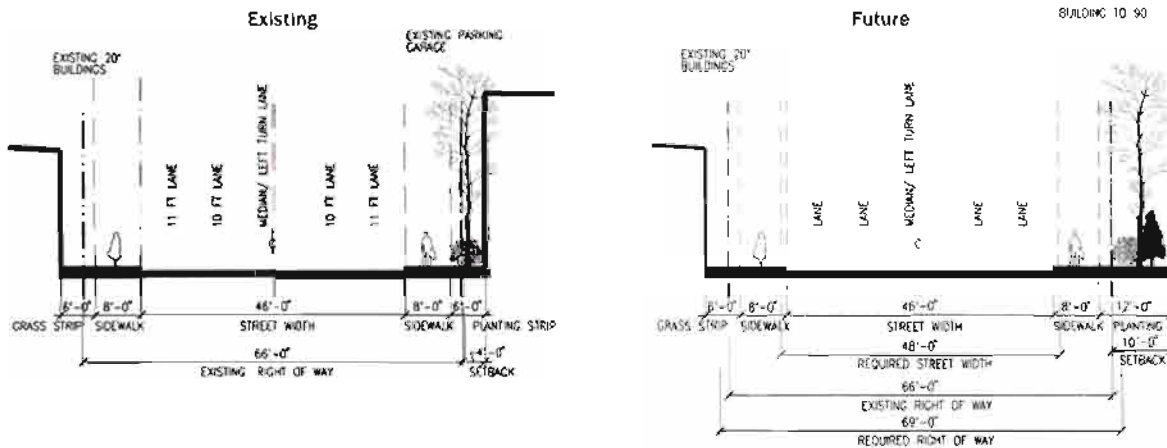 Existing
EXISTING 20'
BUILDINGS
EXISTING PARKING
GARAGE
11 FT LANE
10 FT LANE
MEDIAN/ LEFT TURN LANE
10 FT LANE
11 FT LANE
6'-0" 8'-0" 46'-0" 8'-0" 6'-0"
GRASS STRIP SIDEWALK STREET WIDTH SIDEWALK PLANTING STRIP
66'-0" 4'-0"
EXISTING RIGHT OF WAY SETBACK
Future
BUILDING TO 90
EXISTING 20'
BUILDINGS
LANE
LANE
MEDIAN/ LEFT TURN LANE
LANE
LANE
6'-0" 8'-0" 46'-0" 8'-0" 12'-0"
GRASS STRIP SIDEWALK STREET WIDTH SIDEWALK PLANTING
48'-0" 10'-0"
REQUIRED STREET WIDTH SETBACK
66'-0"
EXISTING RIGHT OF WAY
69'-0"
REQUIRED RIGHT OF WAY